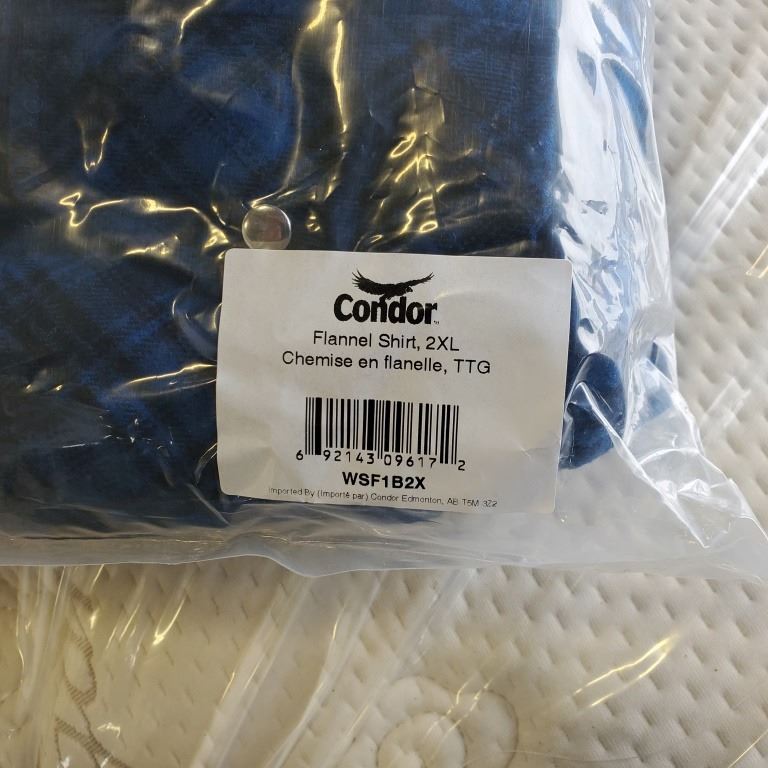 Condor
Flannel Shirt, 2XL
Chemise en flanelle, TTG
6 92143 09617 2
WSF1B2X
Imported By (Importé par) Condor Edmonton, AB T5M 3Z2